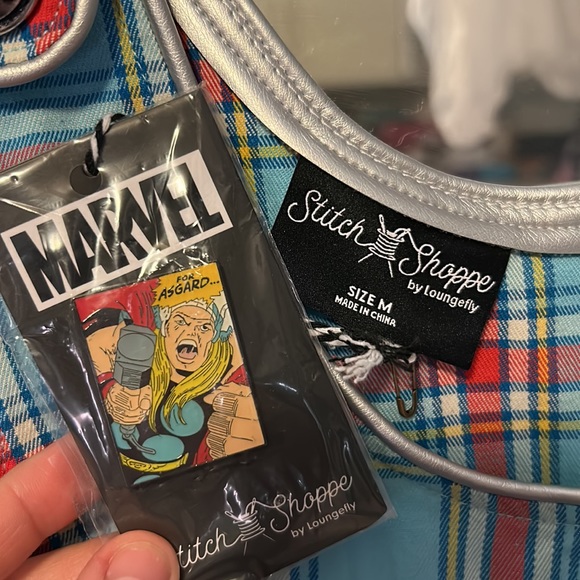 MARVEL
FOR
ASGARD...
Stitch Shoppe
by Loungefly
Stitch Shoppe
by Loungefly
SIZE M
MADE IN CHINA